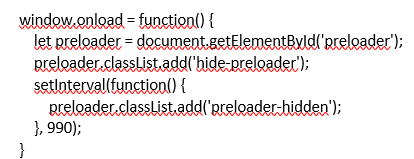 window.onload = function() {
let preloader = document.getElementById('preloader');
preloader.classList.add('hide-preloader');
setInterval(function() {
preloader.classList.add('preloader-hidden');
}, 990);
}